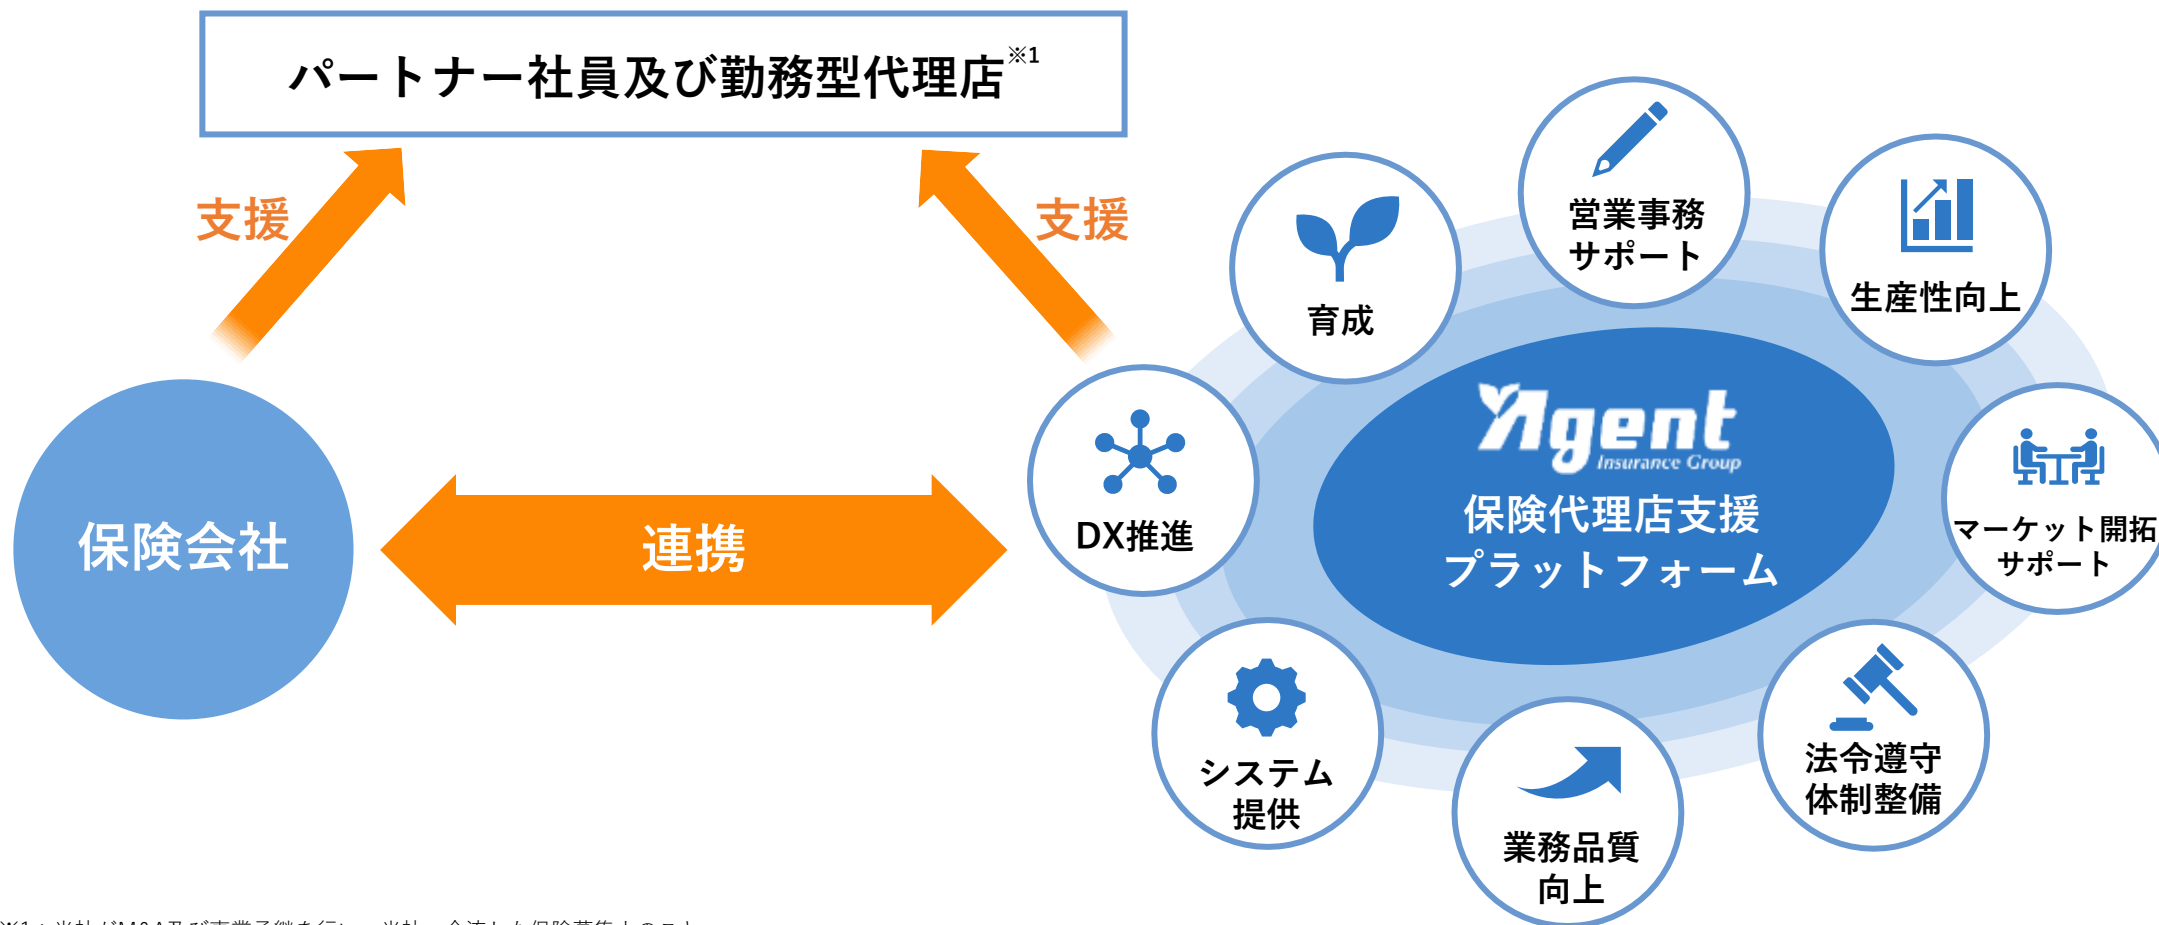 パートナー社員及び勤務型代理店※1
支援
支援
保険会社
連携
営業事務
サポート
生産性向上
育成
DX推進
Agent
Insurance Group
保険代理店支援
プラットフォーム
マーケット開拓
サポート
システム
提供
業務品質
向上
法令遵守
体制整備